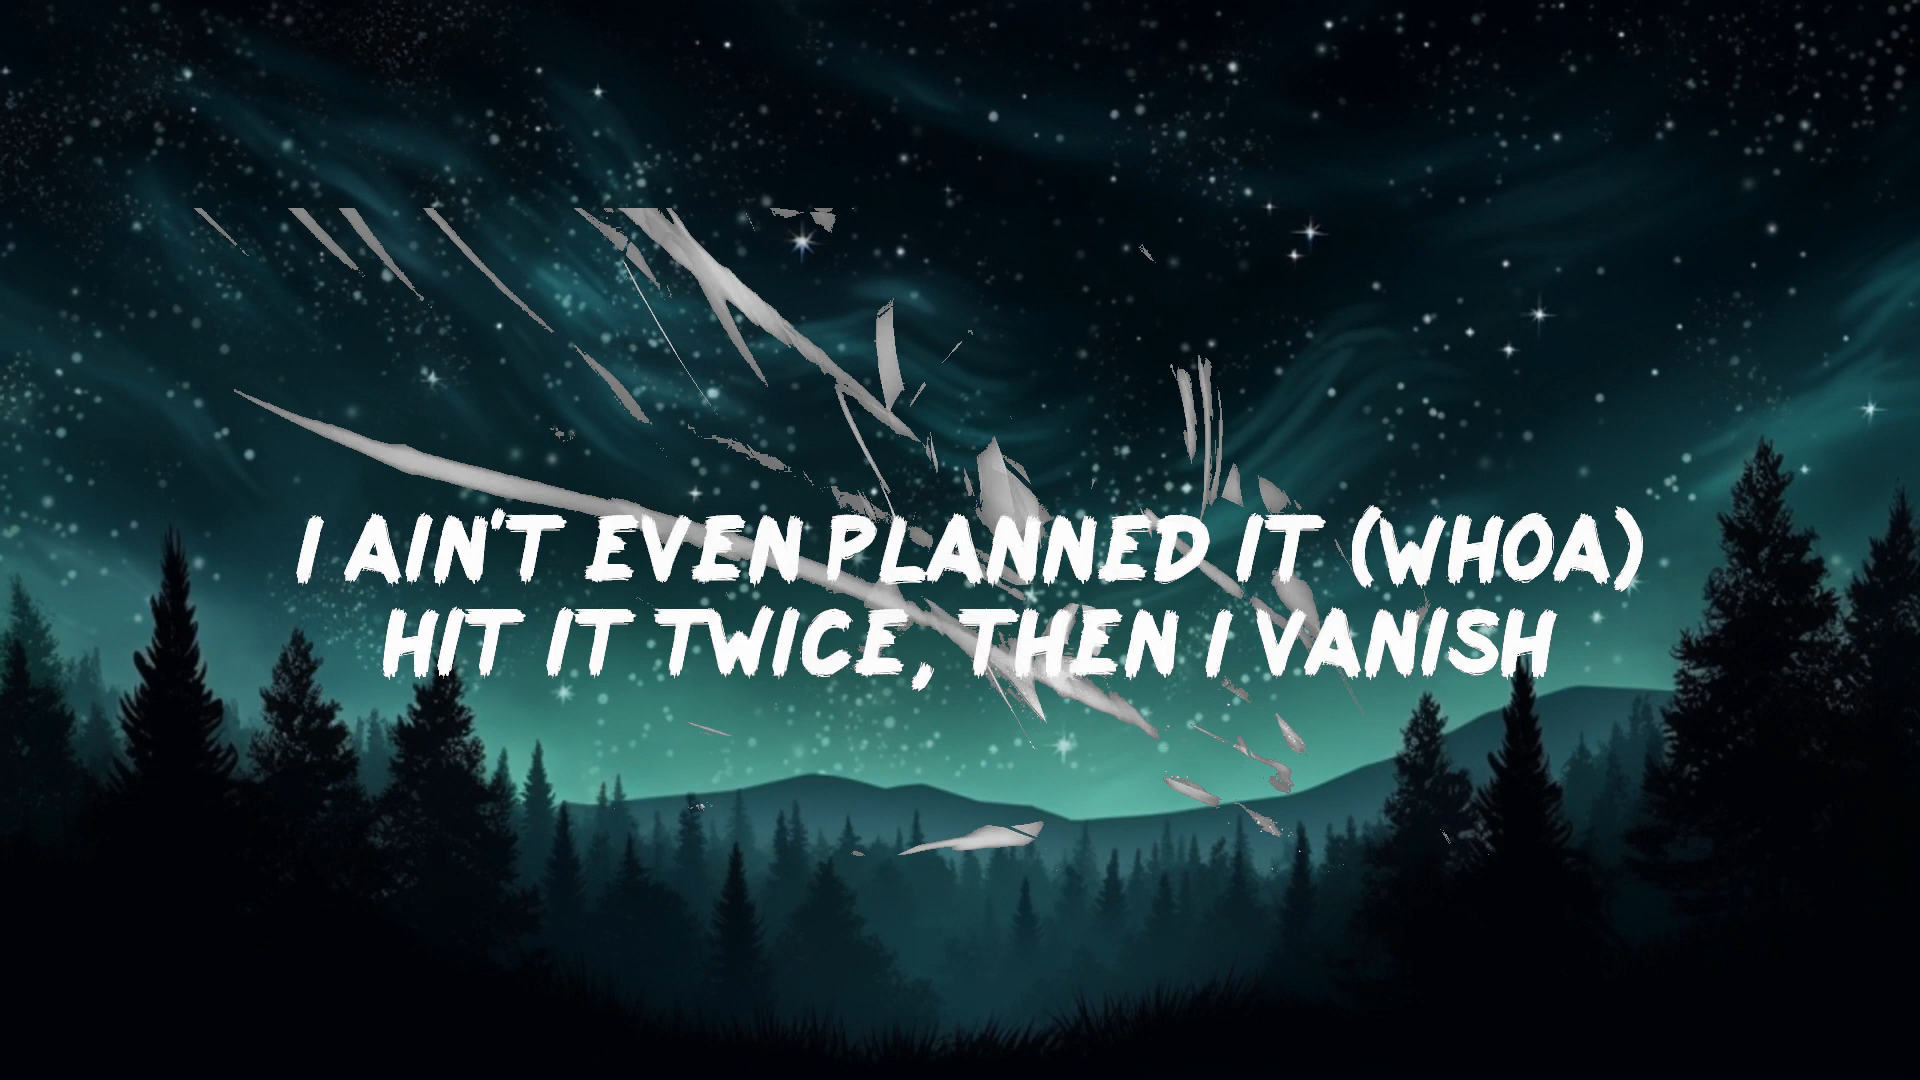 I AIN'T EVEN PLANNED IT (WHOA)
HIT IT TWICE, THEN I VANISH